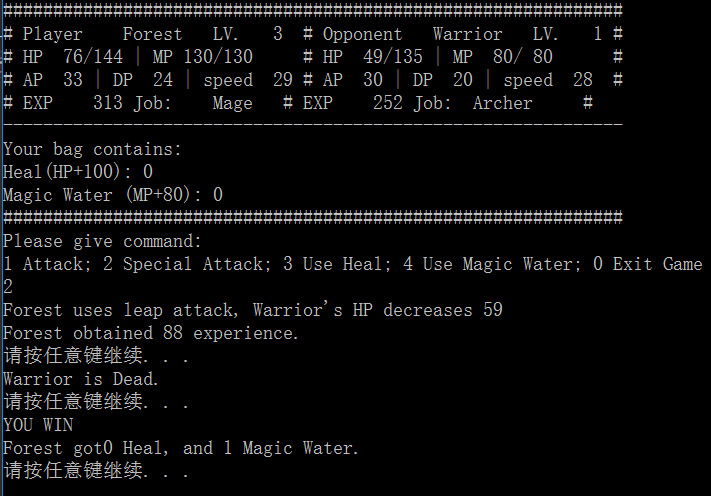 ##############################################################
# Player    Forest   LV.   3  # Opponent   Warrior   LV.    1 #
# HP  76/144 | MP 130/130     # HP  49/135 | MP  80/ 80      #
# AP  33 | DP  24 | speed  29 # AP  30 | DP  20 | speed  28  #
# EXP    313 Job:    Mage   # EXP    252 Job:  Archer     #
--------------------------------------------------------------
Your bag contains:
Heal(HP+100): 0
Magic Water (MP+80): 0
##############################################################
Please give command:
1 Attack; 2 Special Attack; 3 Use Heal; 4 Use Magic Water; 0 Exit Game
2
Forest uses leap attack, Warrior's HP decreases 59
Forest obtained 88 experience.
请按任意键继续. . .
Warrior is Dead.
请按任意键继续. . .
YOU WIN
Forest got0 Heal, and 1 Magic Water.
请按任意键继续. . .